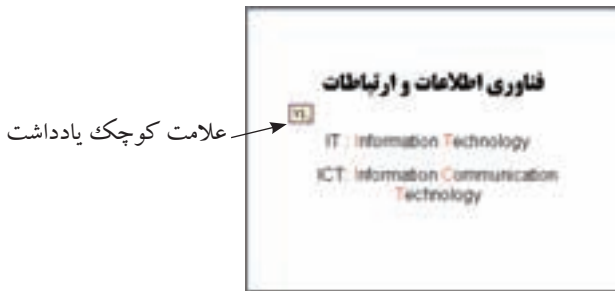 فناوری اطلاعات و ارتباطات
علامت کوچک یادداشت
IT : Information Technology
ICT: Information Communication
Technology